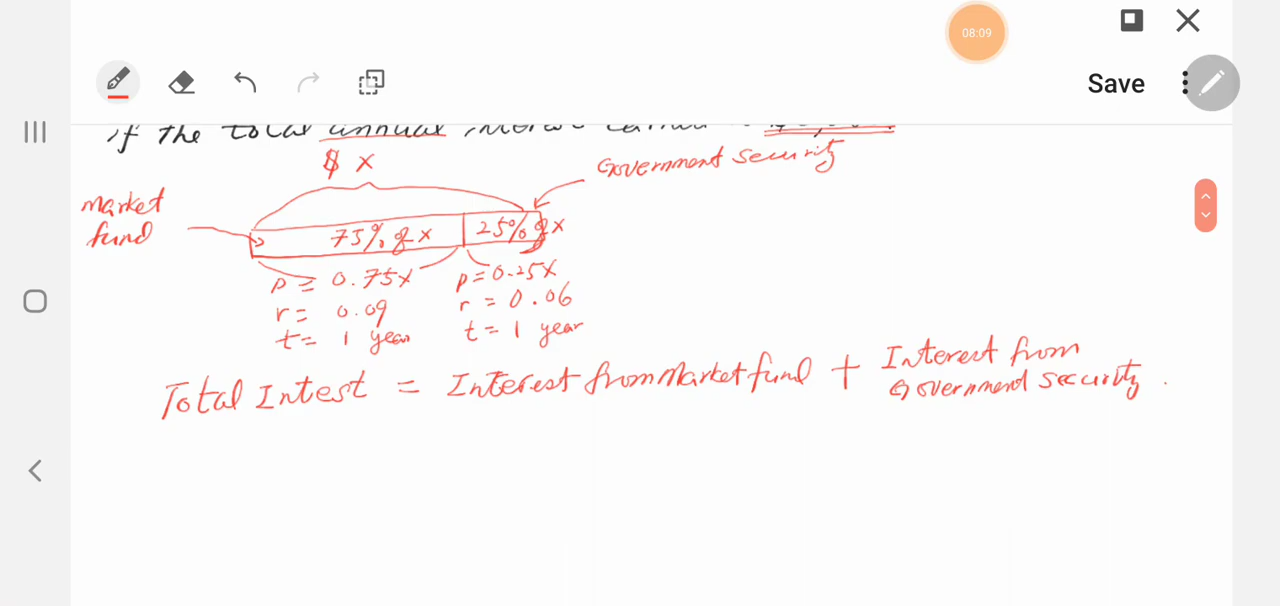 08:09
Save
if the total annual
$ x
Government security
market
fund
75% of x
25% of x
P = 0.75x
P = 0.25x
r = 0.09
r = 0.06
t = 1 year
t = 1 year
Total Intest = Interest from Market fund + Interest from
Government security.